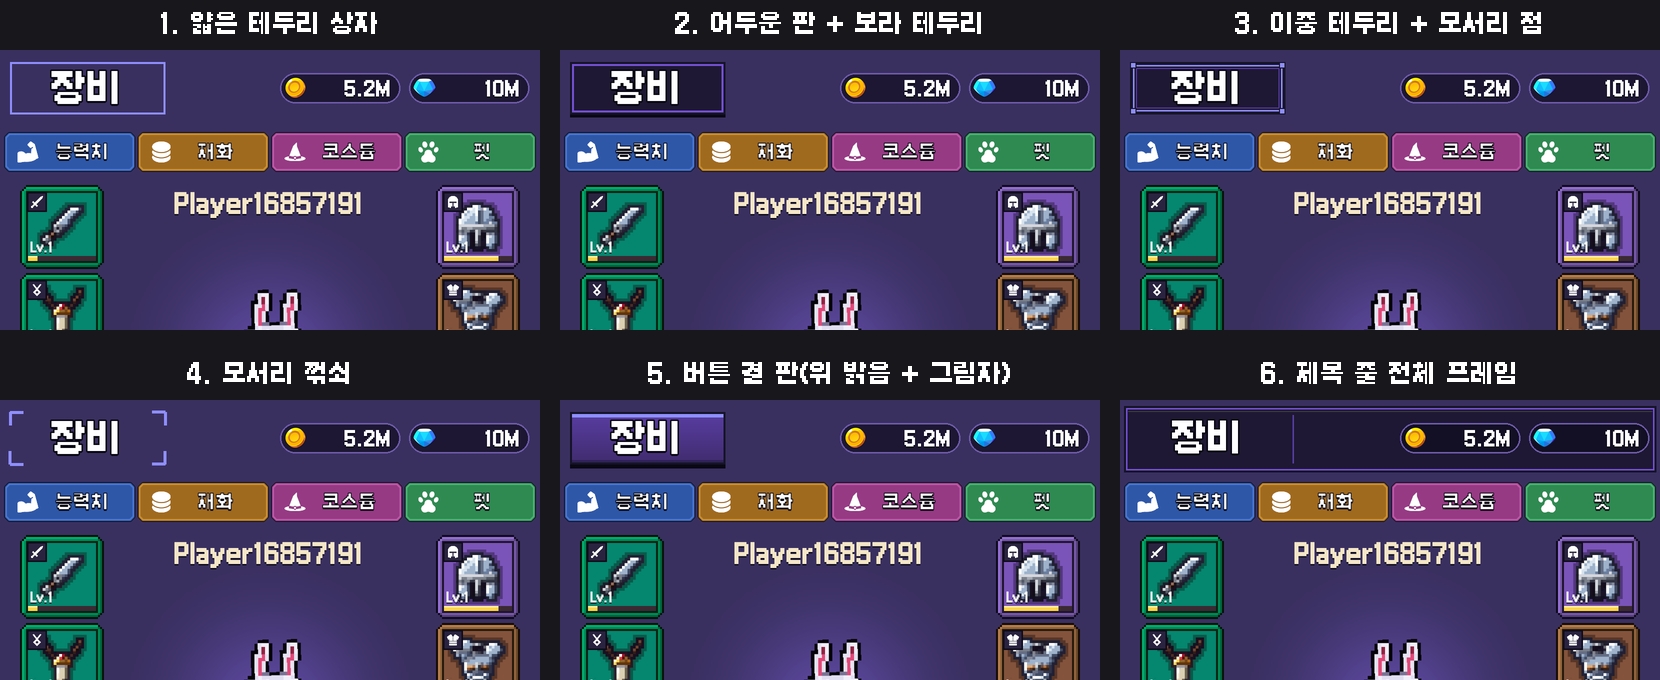 1. 얇은 테두리 상자
2. 어두운 판 + 보라 테두리
3. 이중 테두리 + 모서리 점
장비 5.2M 10M
장비 5.2M 10M
장비 5.2M 10M
능력치 재화 코스튬 펫
능력치 재화 코스튬 펫
능력치 재화 코스튬 펫
Player16857191
Player16857191
Player16857191
Lv.1 Lv.1
Lv.1 Lv.1
Lv.1 Lv.1
4. 모서리 꺾쇠
5. 버튼 결 판(위 밝음 + 그림자)
6. 제목 줄 전체 프레임
장비 5.2M 10M
장비 5.2M 10M
장비 5.2M 10M
능력치 재화 코스튬 펫
능력치 재화 코스튬 펫
능력치 재화 코스튬 펫
Player16857191
Player16857191
Player16857191
Lv.1 Lv.1
Lv.1 Lv.1
Lv.1 Lv.1